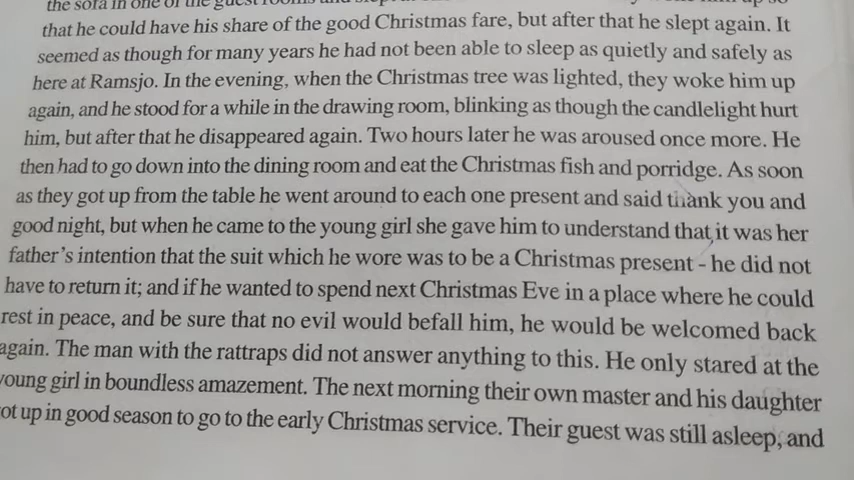 the sofa in one of the guest rooms and
that he could have his share of the good Christmas fare, but after that he slept again. It
seemed as though for many years he had not been able to sleep as quietly and safely as
here at Ramsjo. In the evening, when the Christmas tree was lighted, they woke him up
again, and he stood for a while in the drawing room, blinking as though the candlelight hurt
him, but after that he disappeared again. Two hours later he was aroused once more. He
then had to go down into the dining room and eat the Christmas fish and porridge. As soon
as they got up from the table he went around to each one present and said thank you and
good night, but when he came to the young girl she gave him to understand that it was her
father's intention that the suit which he wore was to be a Christmas present - he did not
have to return it; and if he wanted to spend next Christmas Eve in a place where he could
rest in peace, and be sure that no evil would befall him, he would be welcomed back
again. The man with the rattraps did not answer anything to this. He only stared at the
young girl in boundless amazement. The next morning their own master and his daughter
ot up in good season to go to the early Christmas service. Their guest was still asleep, and